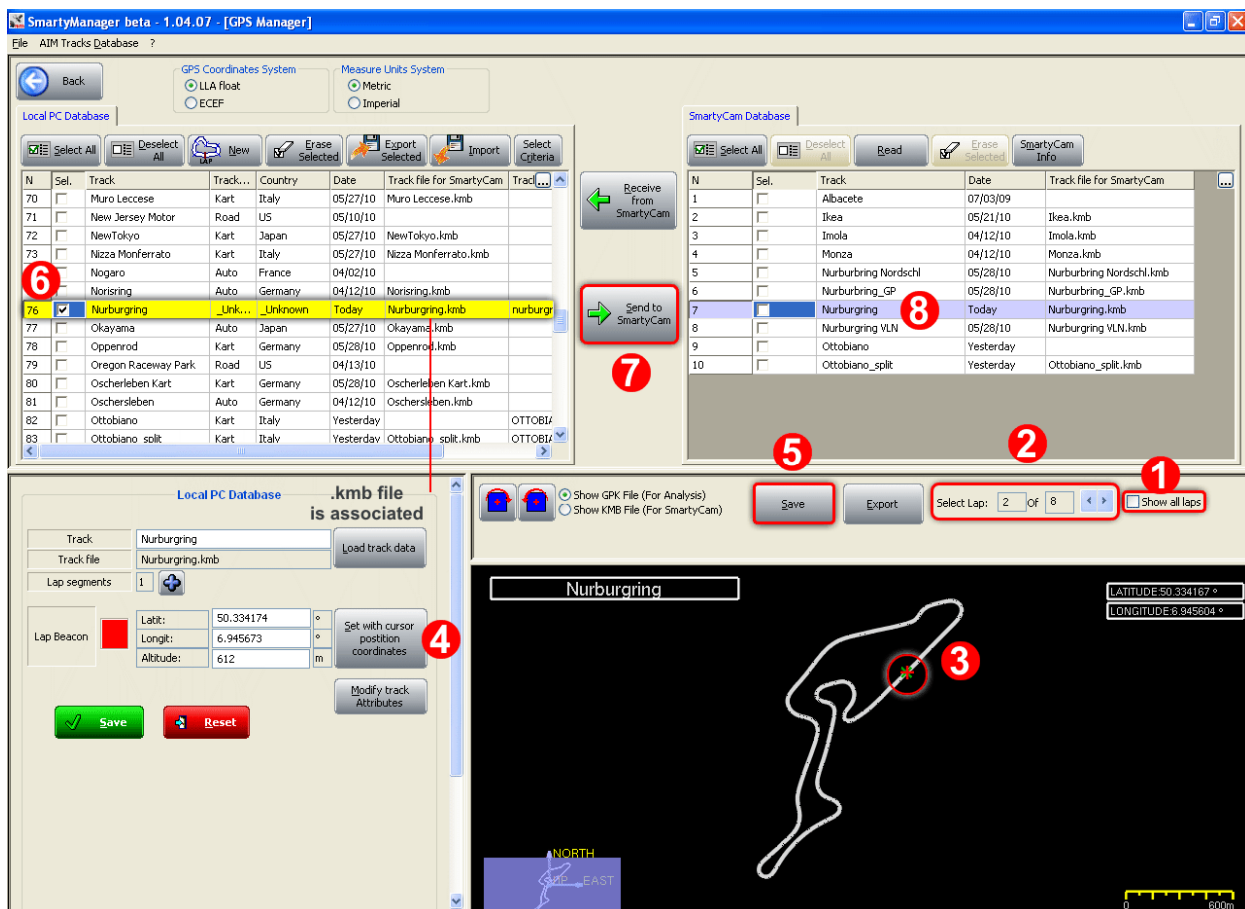 SmartyManager beta - 1.04.07 - [GPS Manager]
File AIM Tracks Database ?
Back
GPS Coordinates System
LLA float
ECEF
Measure Units System
Metric
Imperial
Local PC Database
Select All
Deselect All
New
Erase Selected
Export Selected
Import
Select Criteria
N Sel. Track Track... Country Date Track file for SmartyCam Tracl ...
70 Muro Leccese Kart Italy 05/27/10 Muro Leccese.kmb
71 New Jersey Motor Road US 05/10/10
72 NewTokyo Kart Japan 05/27/10 NewTokyo.kmb
73 Nizza Monferrato Kart Italy 05/27/10 Nizza Monferrato.kmb
Nogaro Auto France 04/02/10
Norisring Auto Germany 04/12/10 Norisring.kmb
76 Nurburgring _Unk... _Unknown Today Nurburgring.kmb nurburgr
77 Okayama Auto Japan 05/27/10 Okayama.kmb
78 Oppenrod Kart Germany 05/28/10 Oppenrod.kmb
79 Oregon Raceway Park Road US 04/13/10
80 Oscherleben Kart Kart Germany 05/28/10 Oscherleben Kart.kmb
81 Oschersleben Auto Germany 04/12/10 Oschersleben.kmb
82 Ottobiano Kart Italy Yesterday OTTOBIA
83 Ottobiano_split Kart Italy Yesterday Ottobiano_split.kmb OTTOBIA
6
Receive from SmartyCam
Send to SmartyCam
7
SmartyCam Database
Select All
Deselect All
Read
Erase Selected
SmartyCam Info
N Sel. Track Date Track file for SmartyCam ...
1 Albacete 07/03/09
2 Ikea 05/21/10 Ikea.kmb
3 Imola 04/12/10 Imola.kmb
4 Monza 04/12/10 Monza.kmb
5 Nurburbring Nordschl 05/28/10 Nurburbring Nordschl.kmb
6 Nurburbring_GP 05/28/10 Nurburbring_GP.kmb
7 Nurburgring 8 Today Nurburgring.kmb
8 Nurburgring VLN 05/28/10 Nurburgring VLN.kmb
9 Ottobiano Yesterday
10 Ottobiano_split Yesterday Ottobiano_split.kmb
Local PC Database
.kmb file
is associated
Track Nurburgring
Track file Nurburgring.kmb
Load track data
Lap segments 1
Lap Beacon
Latit: 50.334174 °
Longit: 6.945673 °
Altitude: 612 m
Set with cursor
postition
coordinates
4
Modify track
Attributes
Save
Reset
Show GPK File (For Analysis)
Show KMB File (For SmartyCam)
5
Save
Export
2
Select Lap: 2 Of 8
1
Show all laps
Nurburgring
LATITUDE:50.334167 °
LONGITUDE:6.945604 °
3
NORTH
EAST
0 600m